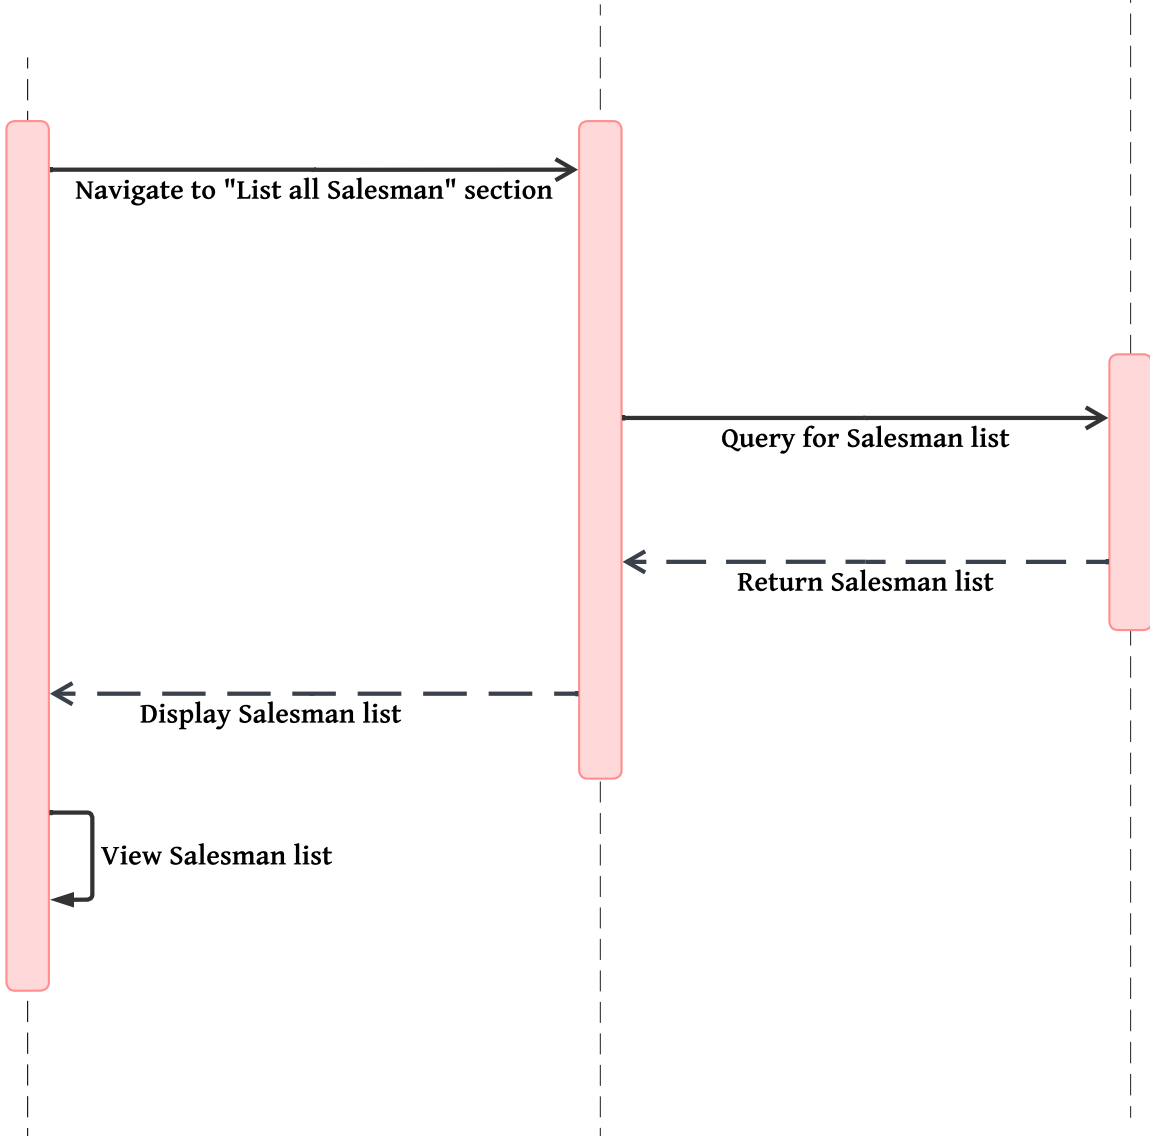 Navigate to "List all Salesman" section
Query for Salesman list
Return Salesman list
Display Salesman list
View Salesman list